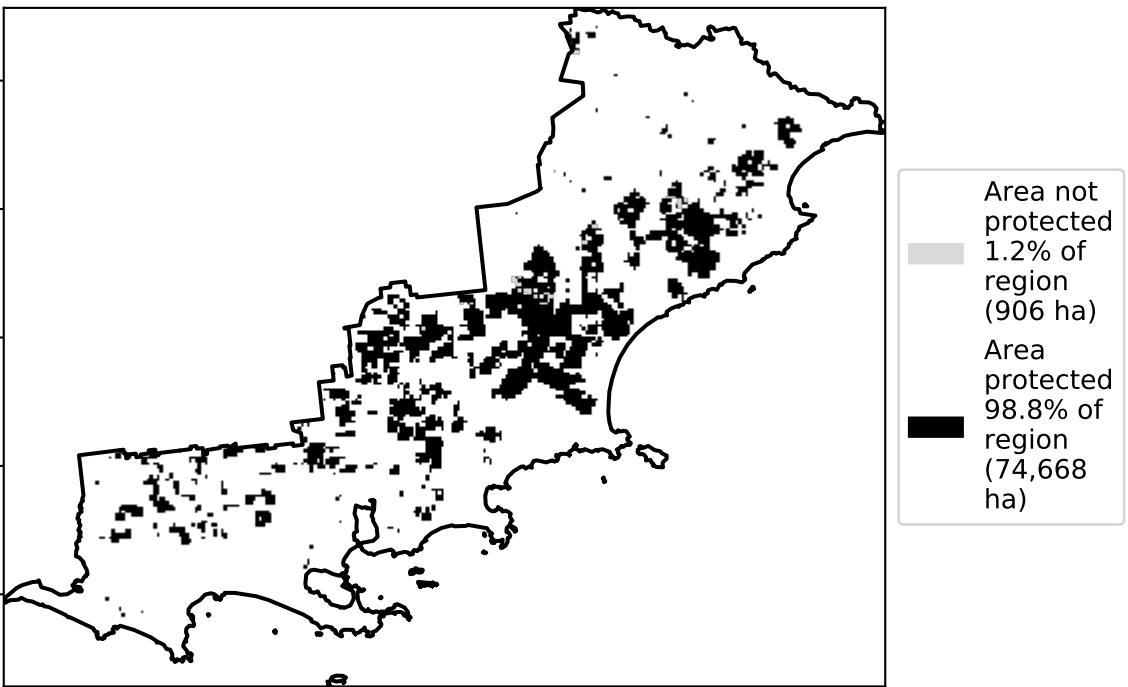 Area not
protected
1.2% of
region
(906 ha)
Area
protected
98.8% of
region
(74,668
ha)